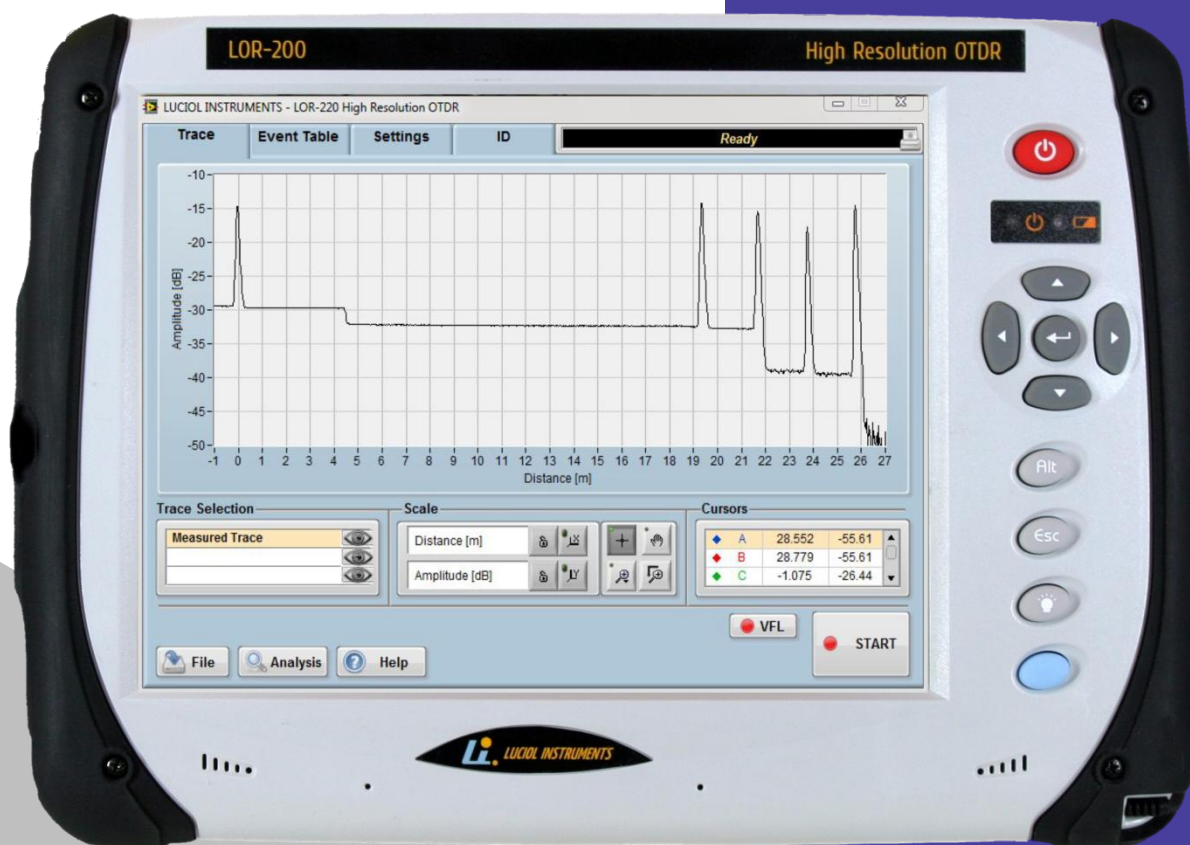 LOR-200
High Resolution OTDR
LUCIOL INSTRUMENTS - LOR-220 High Resolution OTDR
Trace Event Table Settings ID Ready
-10
-15
-20
-25
-30
-35
-40
-45
-50
Amplitude [dB]
-1 0 1 2 3 4 5 6 7 8 9 10 11 12 13 14 15 16 17 18 19 20 21 22 23 24 25 26 27
Distance [m]
Trace Selection
Measured Trace
Scale
Distance [m]
Amplitude [dB]
Cursors
A 28.552 -55.61
B 28.779 -55.61
C -1.075 -26.44
VFL
START
File Analysis Help
Alt
Esc
Li. LUCIOL INSTRUMENTS